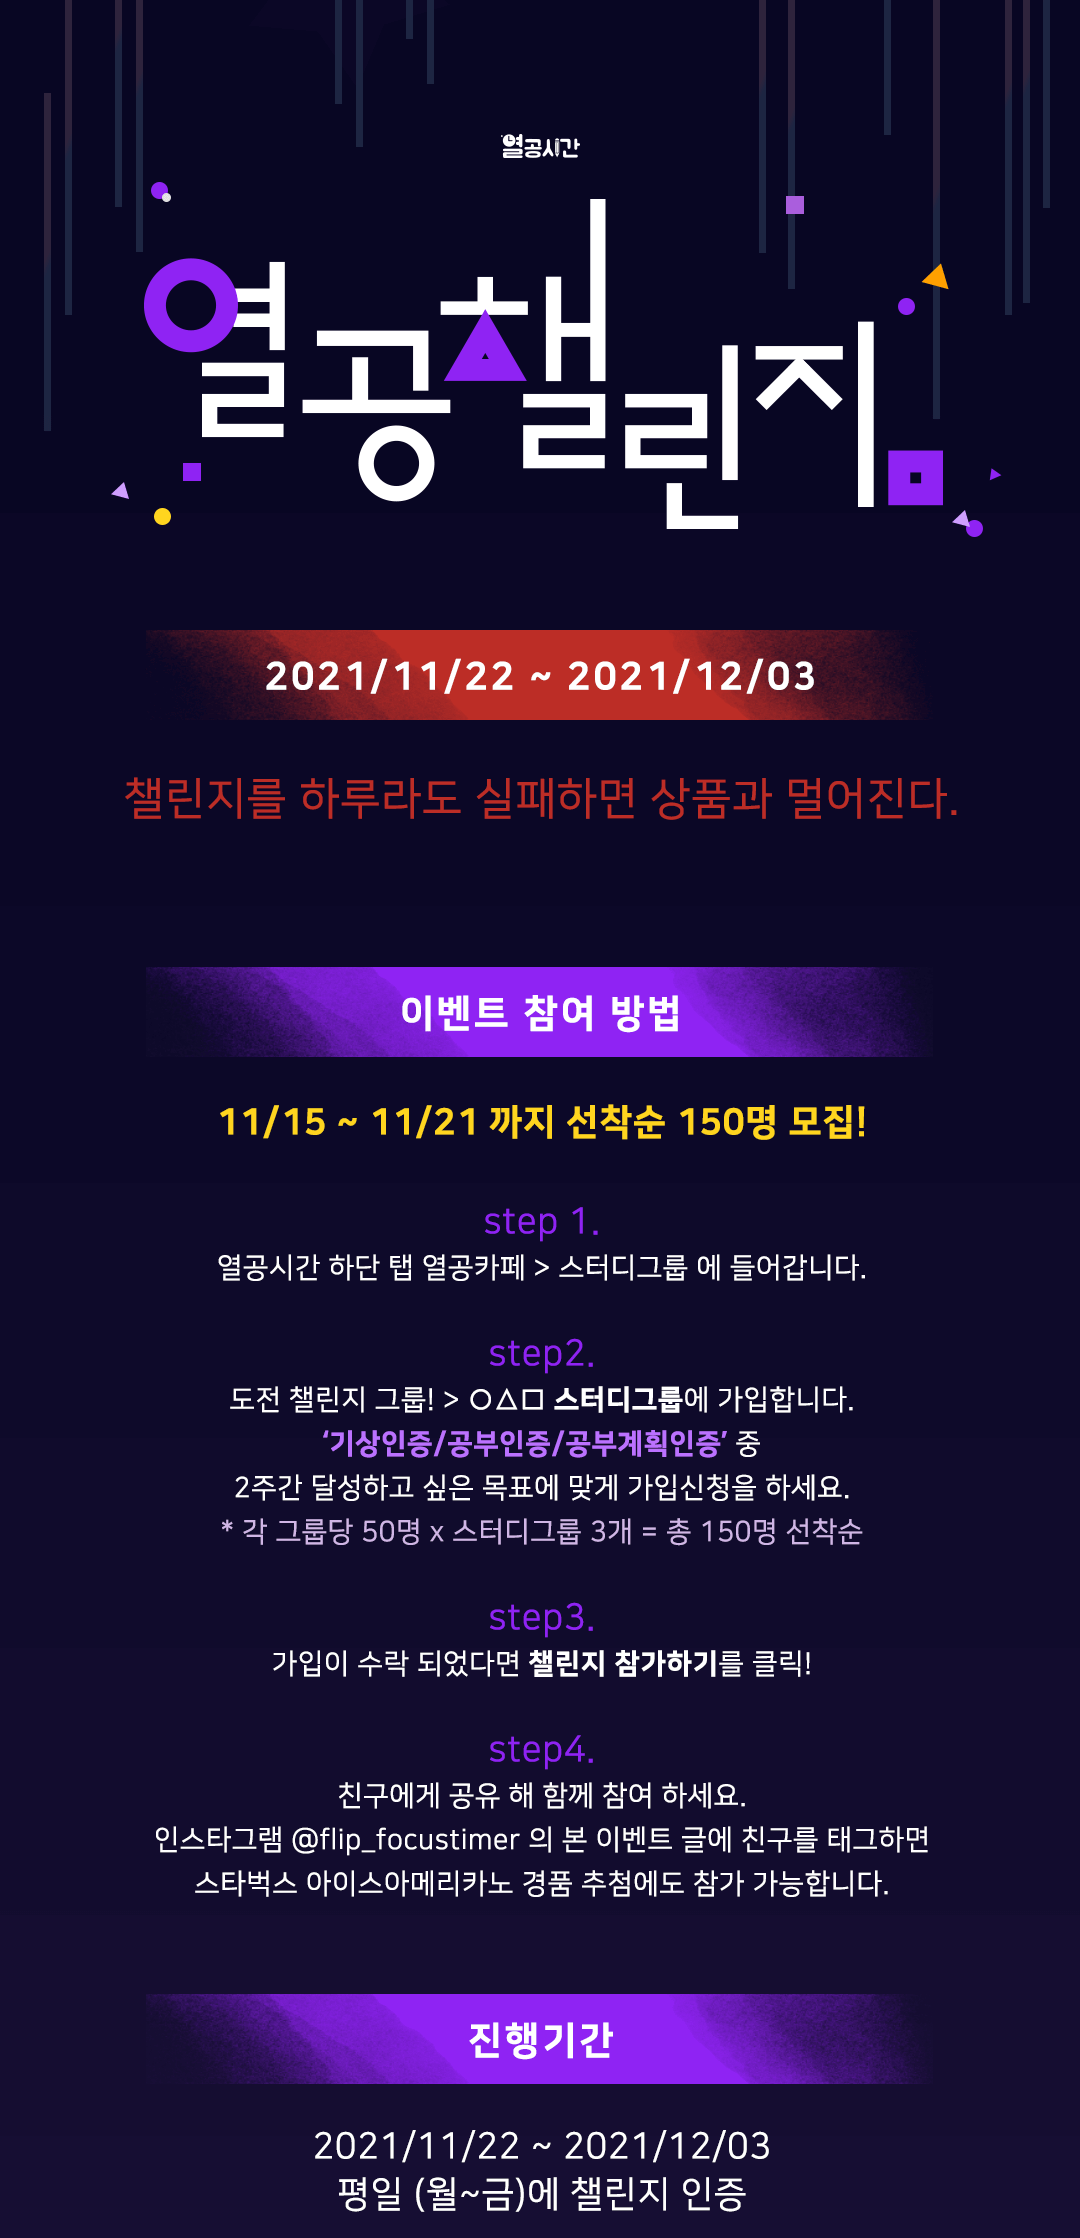 열공시간
열공챌린지
2021/11/22 ~ 2021/12/03
챌린지를 하루라도 실패하면 상품과 멀어진다.
이벤트 참여 방법
11/15 ~ 11/21 까지 선착순 150명 모집!
step 1.
열공시간 하단 탭 열공카페 > 스터디그룹 에 들어갑니다.
step2.
도전 챌린지 그룹! > ○△□ 스터디그룹에 가입합니다.
‘기상인증/공부인증/공부계획인증’ 중
2주간 달성하고 싶은 목표에 맞게 가입신청을 하세요.
* 각 그룹당 50명 x 스터디그룹 3개 = 총 150명 선착순
step3.
가입이 수락 되었다면 챌린지 참가하기를 클릭!
step4.
친구에게 공유 해 함께 참여 하세요.
인스타그램 @flip_focustimer 의 본 이벤트 글에 친구를 태그하면
스타벅스 아이스아메리카노 경품 추첨에도 참가 가능합니다.
진행기간
2021/11/22 ~ 2021/12/03
평일 (월~금)에 챌린지 인증